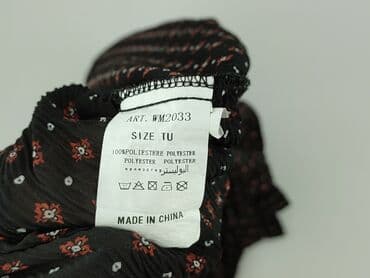 ART. WM2033
SIZE TU
100%POLIESTERE POLYESTER
POLYESTER POLYESTER
البوليستر
MADE IN CHINA